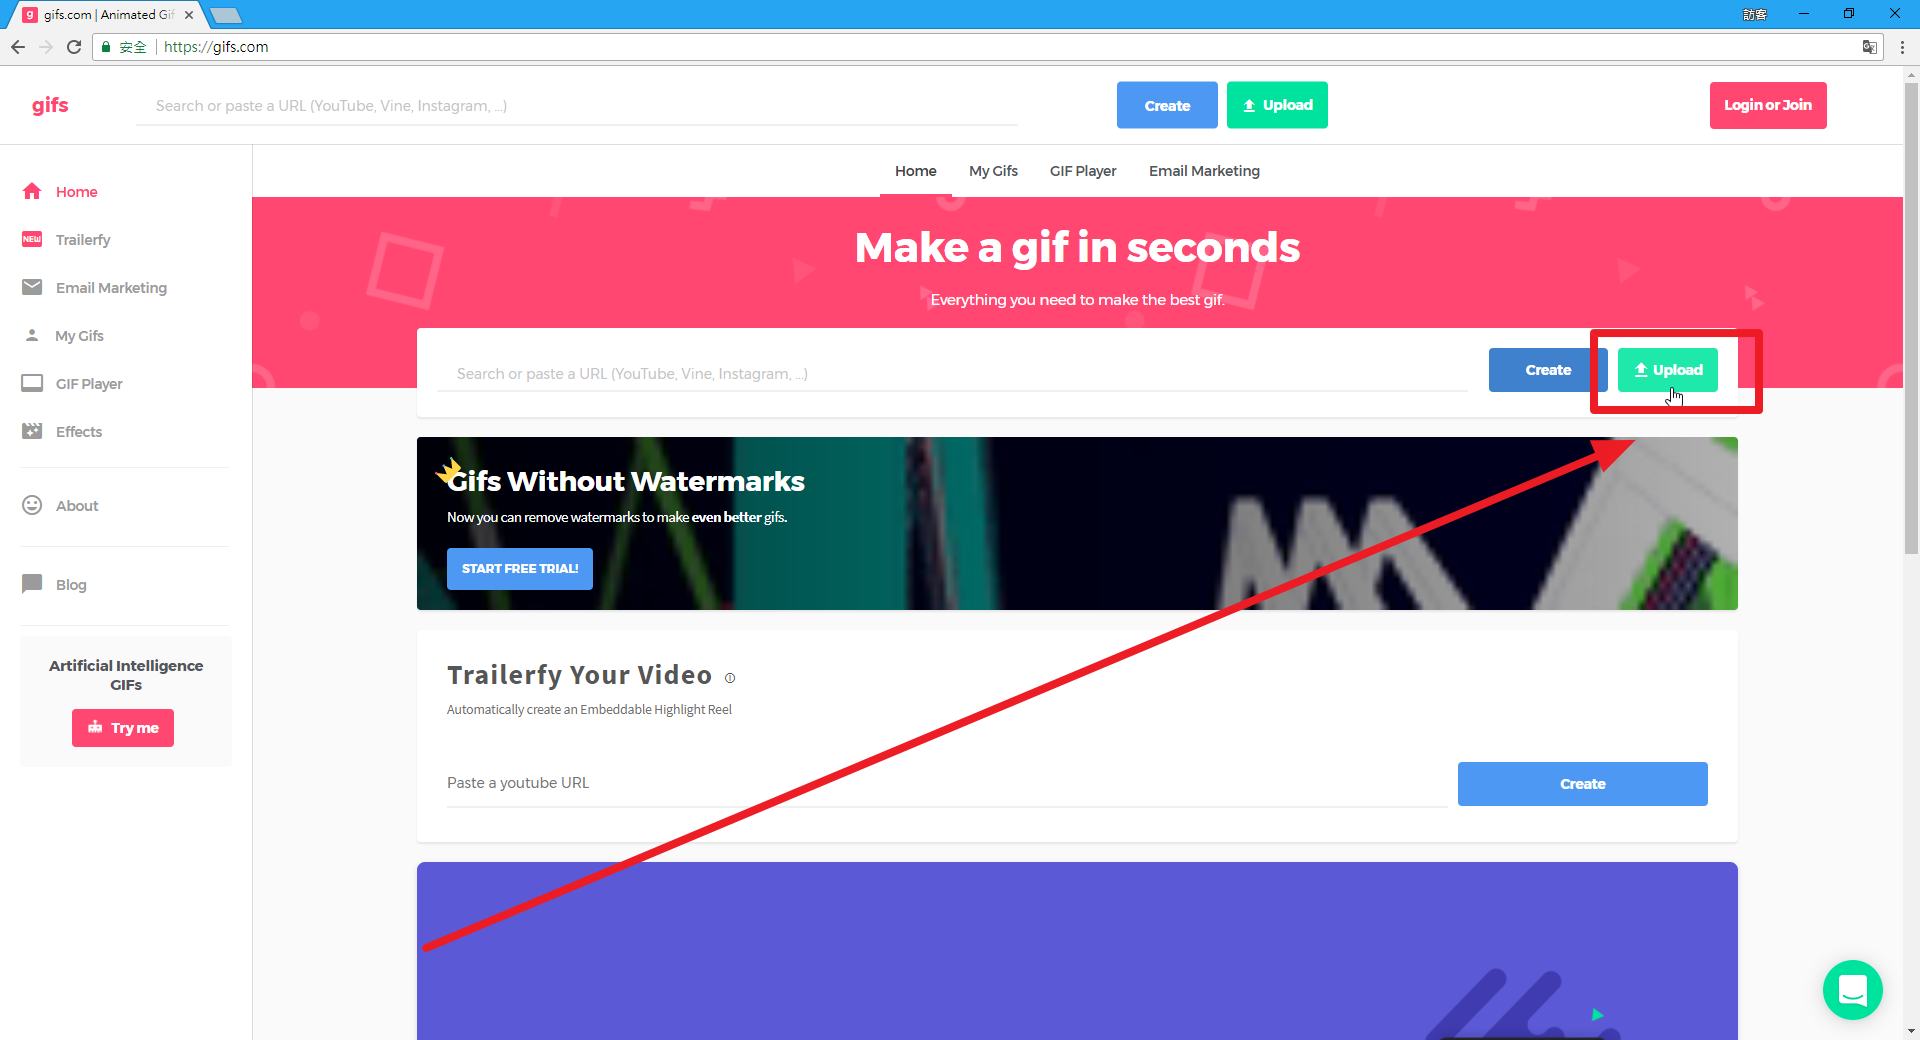 gifs.com | Animated Gif
訪客
安全
https://gifs.com
gifs
Search or paste a URL (YouTube, Vine, Instagram, ...)
Create
Upload
Login or Join
Home
My Gifs
GIF Player
Email Marketing
Home
NEW
Trailerfy
Email Marketing
My Gifs
GIF Player
Effects
About
Blog
Artificial Intelligence
GIFs
Try me
Make a gif in seconds
Everything you need to make the best gif.
Search or paste a URL (YouTube, Vine, Instagram, ...)
Create
Upload
Gifs Without Watermarks
Now you can remove watermarks to make even better gifs.
START FREE TRIAL!
Trailerfy Your Video
Automatically create an Embeddable Highlight Reel
Paste a youtube URL
Create